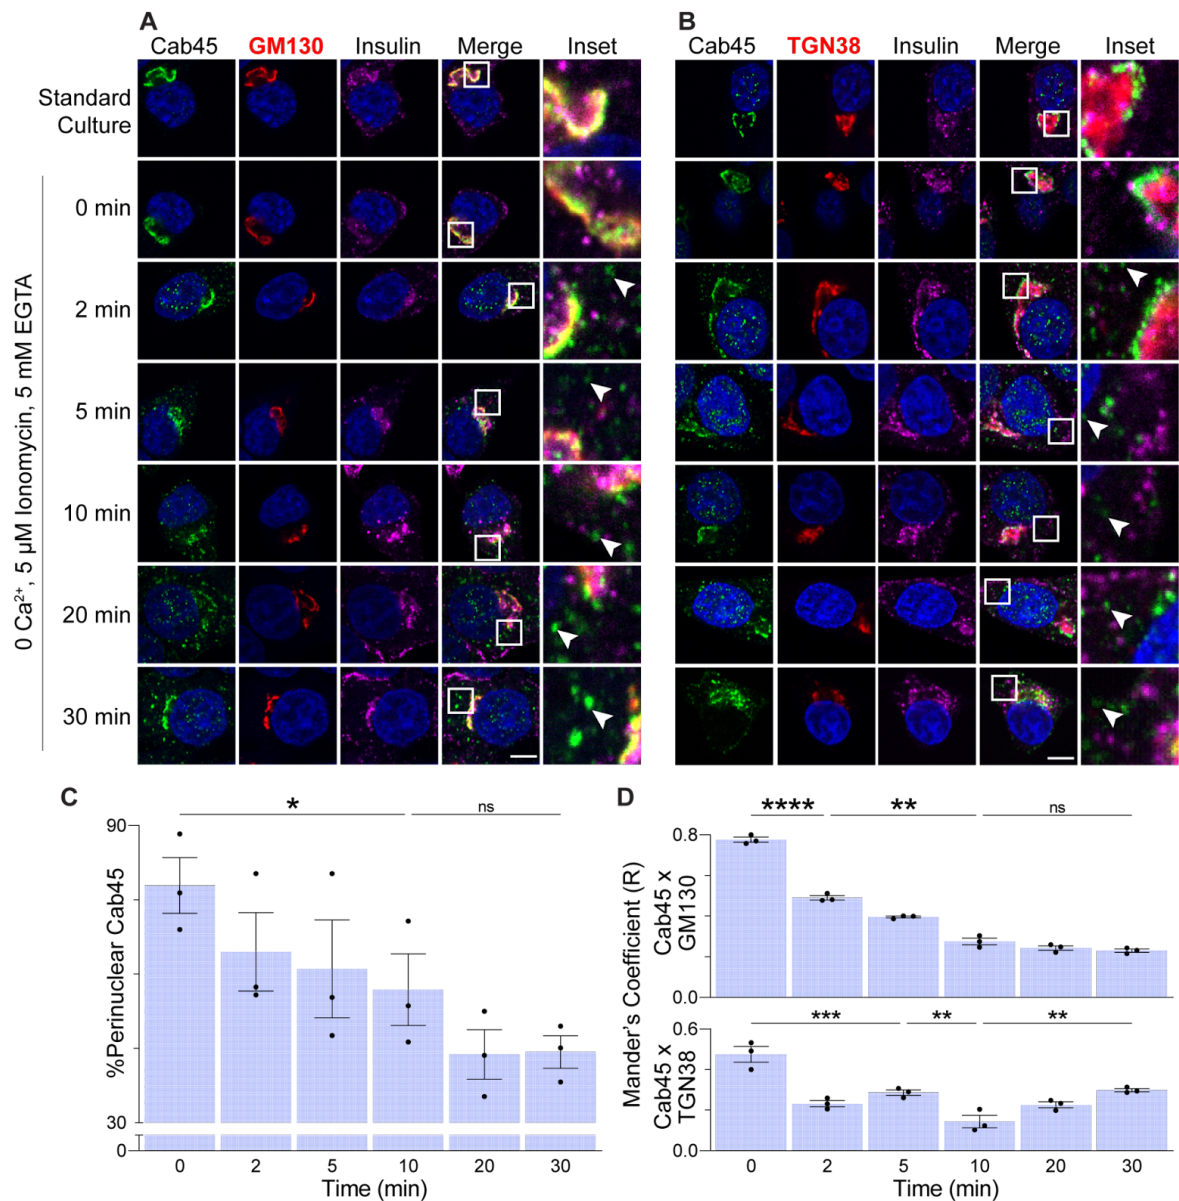 A
Cab45 GM130 Insulin Merge Inset
B
Cab45 TGN38 Insulin Merge Inset
Standard
Culture
0 min
2 min
5 min
10 min
20 min
30 min
0 Ca²⁺, 5 µM Ionomycin, 5 mM EGTA
C
* ns
90
30
0
%Perinuclear Cab45
0 2 5 10 20 30
Time (min)
D
**** ** ns
0.8
0.0
Mander's Coefficient (R)
Cab45 x
GM130
*** ** **
0.6
0.0
Cab45 x
TGN38
0 2 5 10 20 30
Time (min)